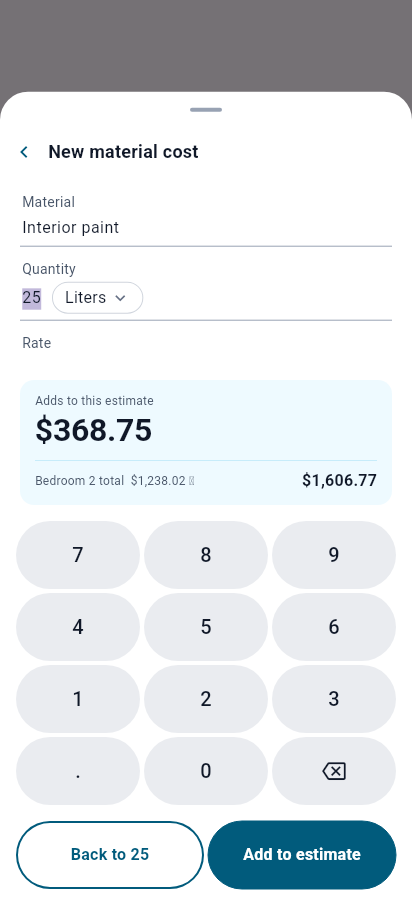 New material cost
Material
Interior paint
Quantity
25 Liters
Rate
Adds to this estimate
$368.75
Bedroom 2 total $1,238.02 $1,606.77
7 8 9
4 5 6
1 2 3
. 0
Back to 25 Add to estimate